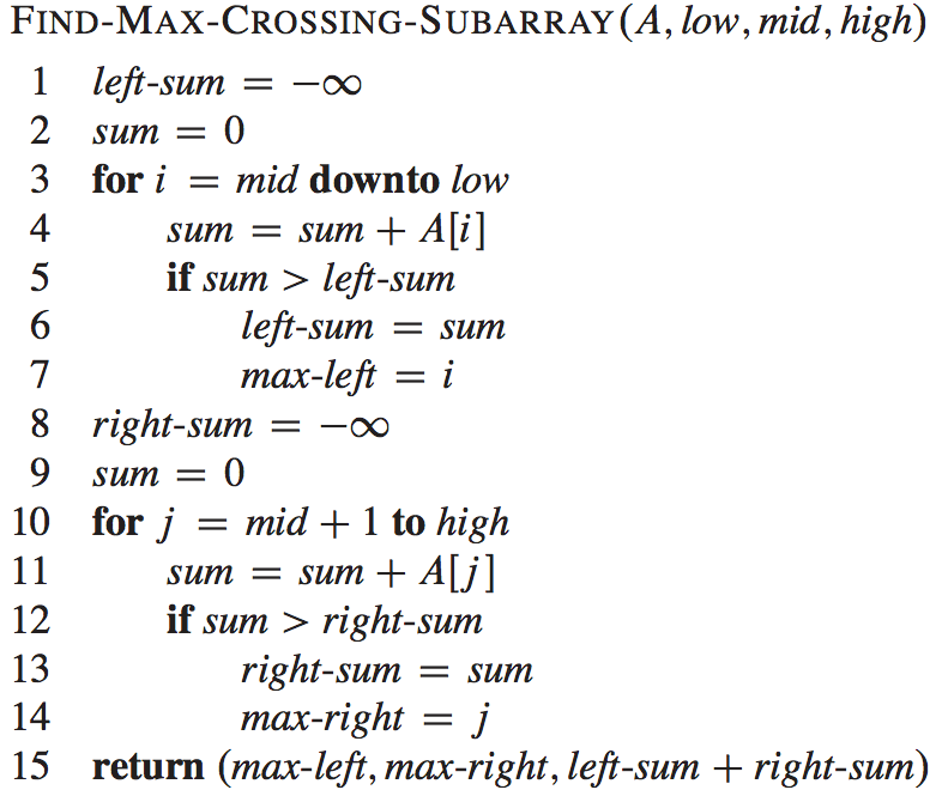 FIND-MAX-CROSSING-SUBARRAY(A, low, mid, high)
1 left-sum = −∞
2 sum = 0
3 for i = mid downto low
4 sum = sum + A[i]
5 if sum > left-sum
6 left-sum = sum
7 max-left = i
8 right-sum = −∞
9 sum = 0
10 for j = mid + 1 to high
11 sum = sum + A[j]
12 if sum > right-sum
13 right-sum = sum
14 max-right = j
15 return (max-left, max-right, left-sum + right-sum)